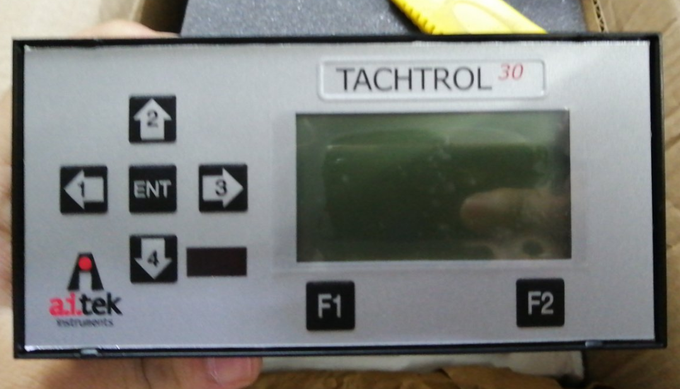 TACHTROL 30
2
1 ENT 3
4
a.i.tek
instruments
F1 F2